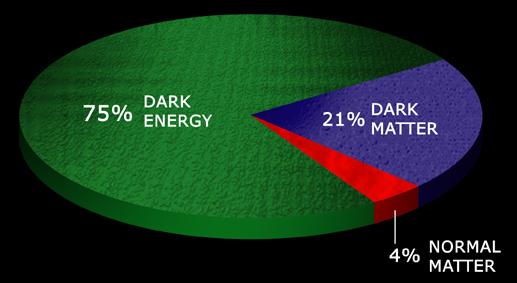 75% DARK
ENERGY
21% DARK
MATTER
4% NORMAL
MATTER